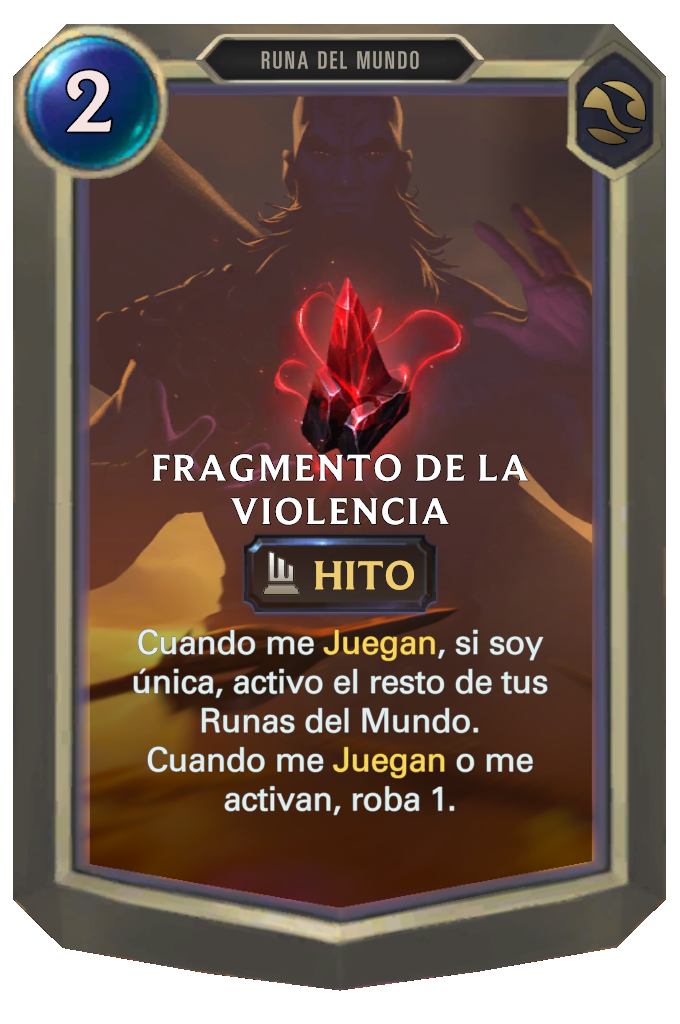 2
RUNA DEL MUNDO
FRAGMENTO DE LA
VIOLENCIA
HITO
Cuando me Juegan, si soy
única, activo el resto de tus
Runas del Mundo.
Cuando me Juegan o me
activan, roba 1.